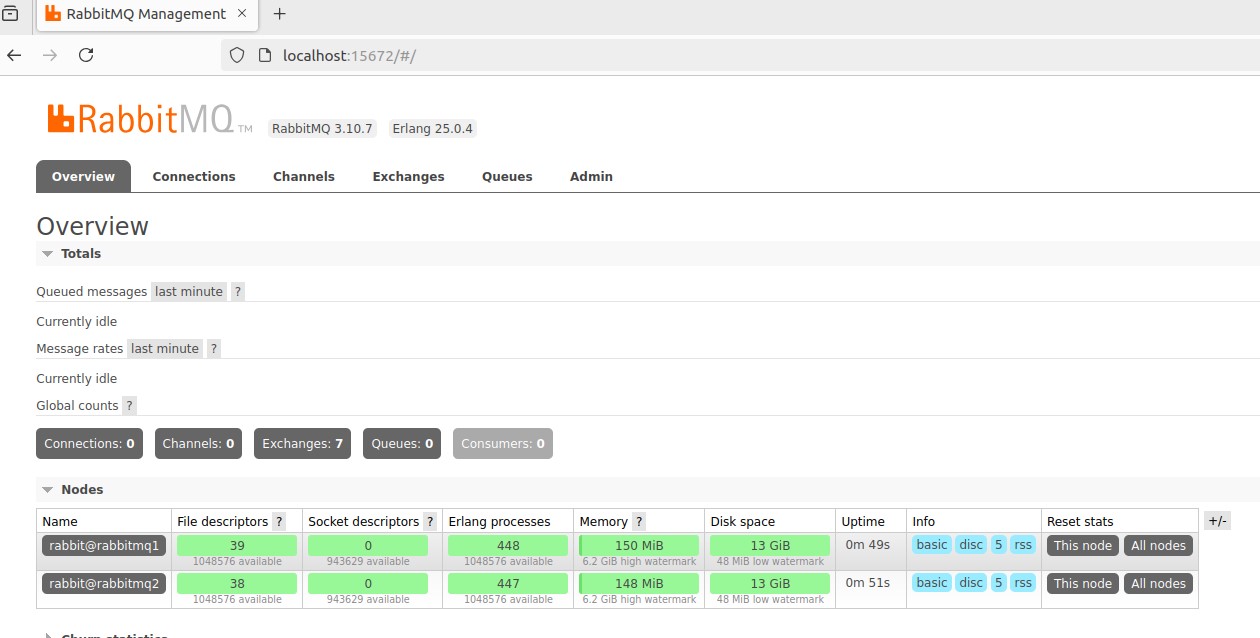 RabbitMQ Management
localhost:15672/#/
RabbitMQ TM RabbitMQ 3.10.7 Erlang 25.0.4
Overview Connections Channels Exchanges Queues Admin
Overview
Totals
Queued messages last minute ?
Currently idle
Message rates last minute ?
Currently idle
Global counts ?
Connections: 0 Channels: 0 Exchanges: 7 Queues: 0 Consumers: 0
Nodes
Name File descriptors ? Socket descriptors ? Erlang processes Memory ? Disk space Uptime Info Reset stats +/-
rabbit@rabbitmq1 39 0 448 150 MiB 13 GiB 0m 49s basic disc 5 rss This node All nodes
1048576 available 943629 available 1048576 available 6.2 GiB high watermark 48 MiB low watermark
rabbit@rabbitmq2 38 0 447 148 MiB 13 GiB 0m 51s basic disc 5 rss This node All nodes
1048576 available 943629 available 1048576 available 6.2 GiB high watermark 48 MiB low watermark
Churn statistics